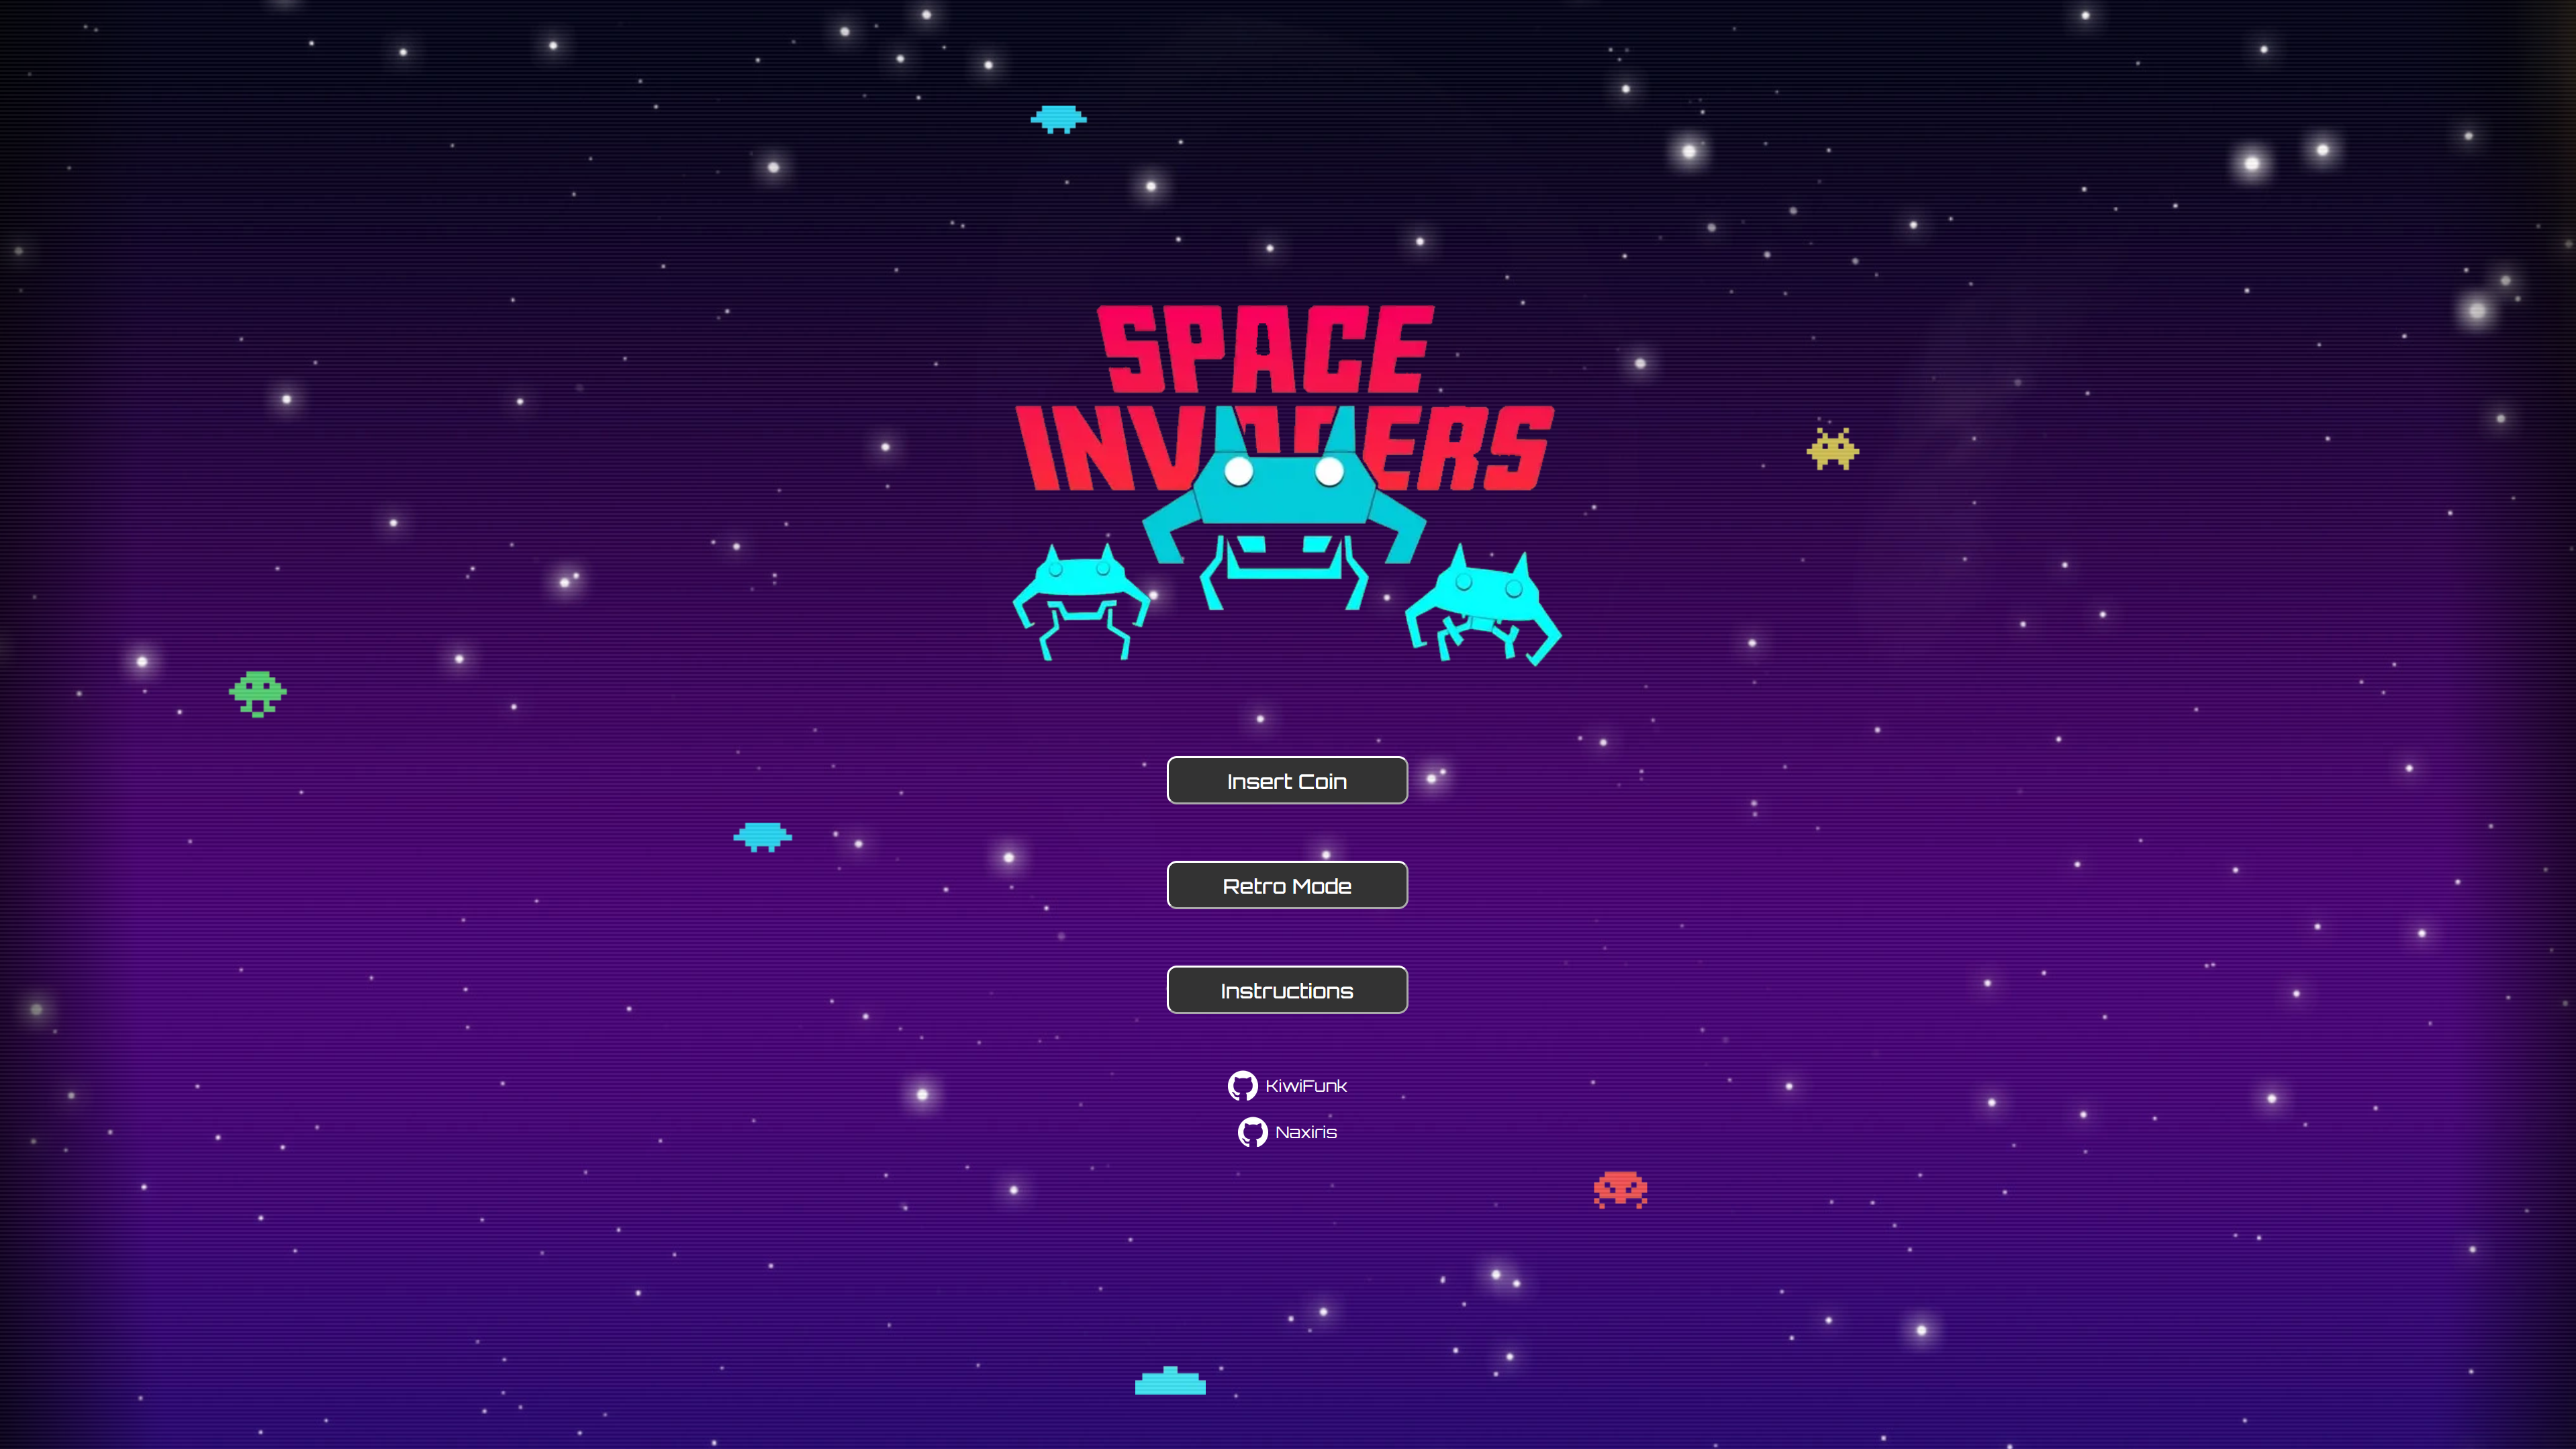 SPACE
INVADERS
Insert Coin
Retro Mode
Instructions
KiwiFunk
Naxiris